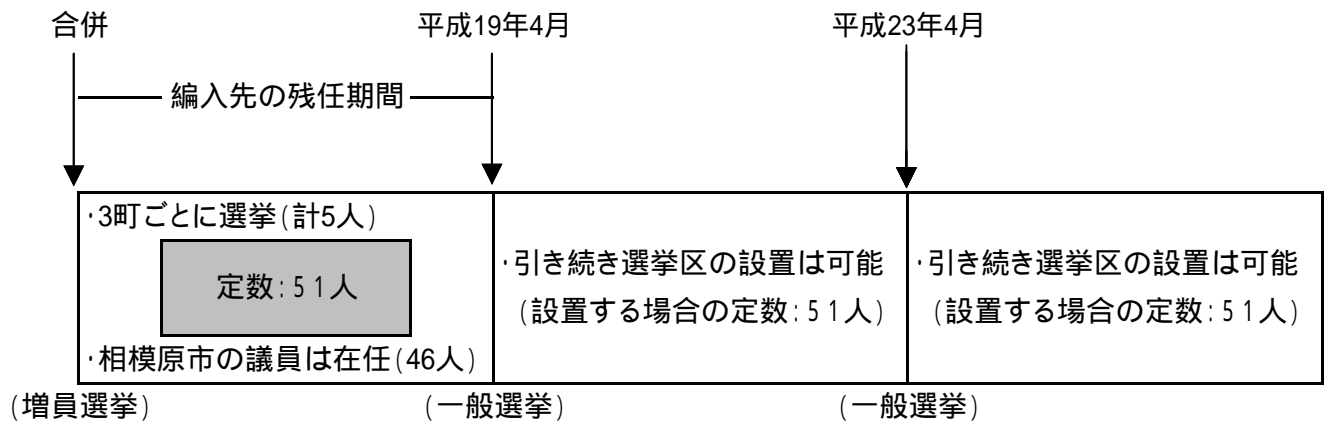 合併
平成19年4月
平成23年4月
編入先の残任期間
・3町ごとに選挙(計5人)
定数:51人
・相模原市の議員は在任(46人)
・引き続き選挙区の設置は可能
(設置する場合の定数:51人)
・引き続き選挙区の設置は可能
(設置する場合の定数:51人)
(増員選挙)
(一般選挙)
(一般選挙)